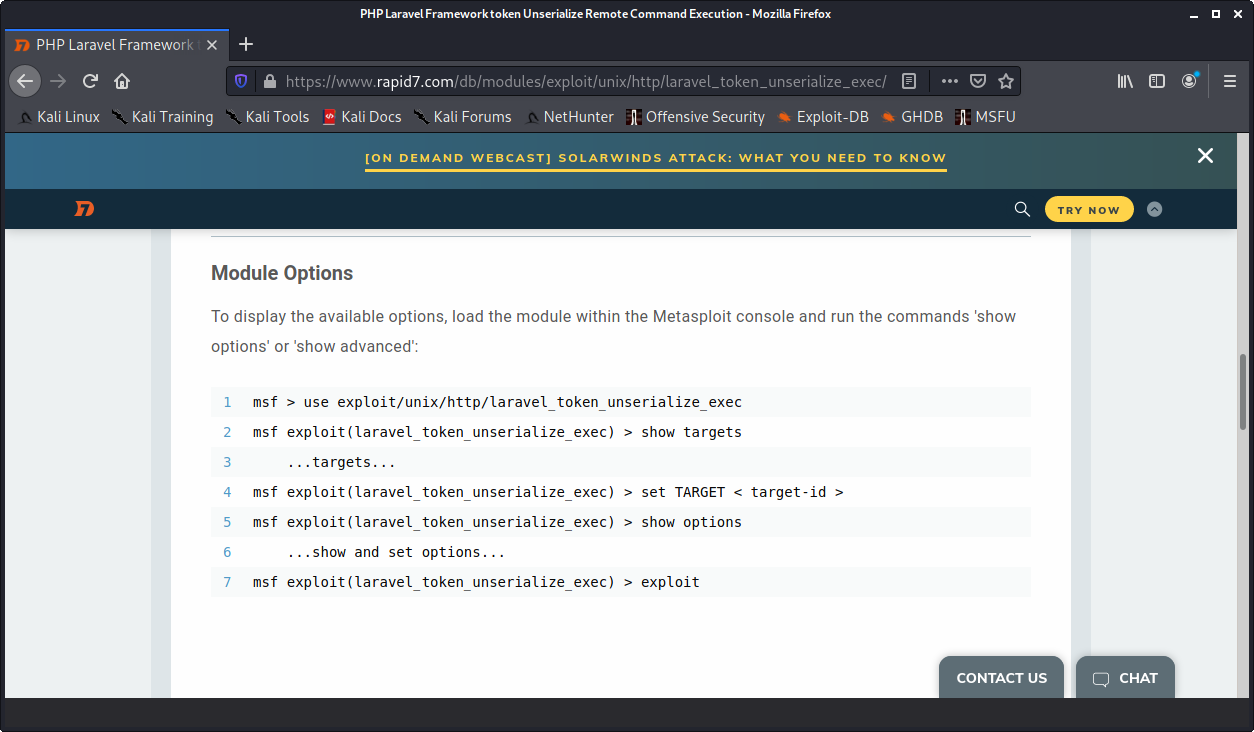 PHP Laravel Framework token Unserialize Remote Command Execution - Mozilla Firefox
PHP Laravel Framework
https://www.rapid7.com/db/modules/exploit/unix/http/laravel_token_unserialize_exec/
Kali Linux Kali Training Kali Tools Kali Docs Kali Forums NetHunter Offensive Security Exploit-DB GHDB MSFU
[ON DEMAND WEBCAST] SOLARWINDS ATTACK: WHAT YOU NEED TO KNOW
TRY NOW
Module Options
To display the available options, load the module within the Metasploit console and run the commands 'show
options' or 'show advanced':
1 msf > use exploit/unix/http/laravel_token_unserialize_exec
2 msf exploit(laravel_token_unserialize_exec) > show targets
3 ...targets...
4 msf exploit(laravel_token_unserialize_exec) > set TARGET < target-id >
5 msf exploit(laravel_token_unserialize_exec) > show options
6 ...show and set options...
7 msf exploit(laravel_token_unserialize_exec) > exploit
CONTACT US CHAT